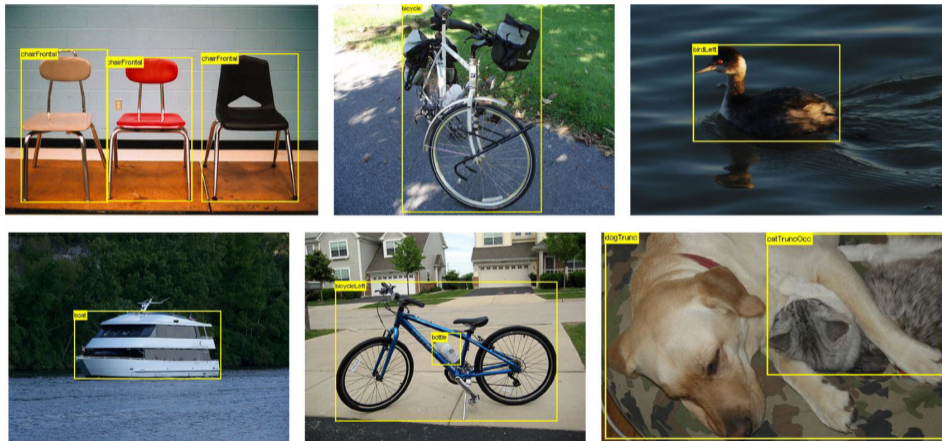 chairFrontal
chairFrontal
chairFrontal
bicycle
birdLeft
boat
bicycleLeft
bottle
dogTrunc
catTruncOcc